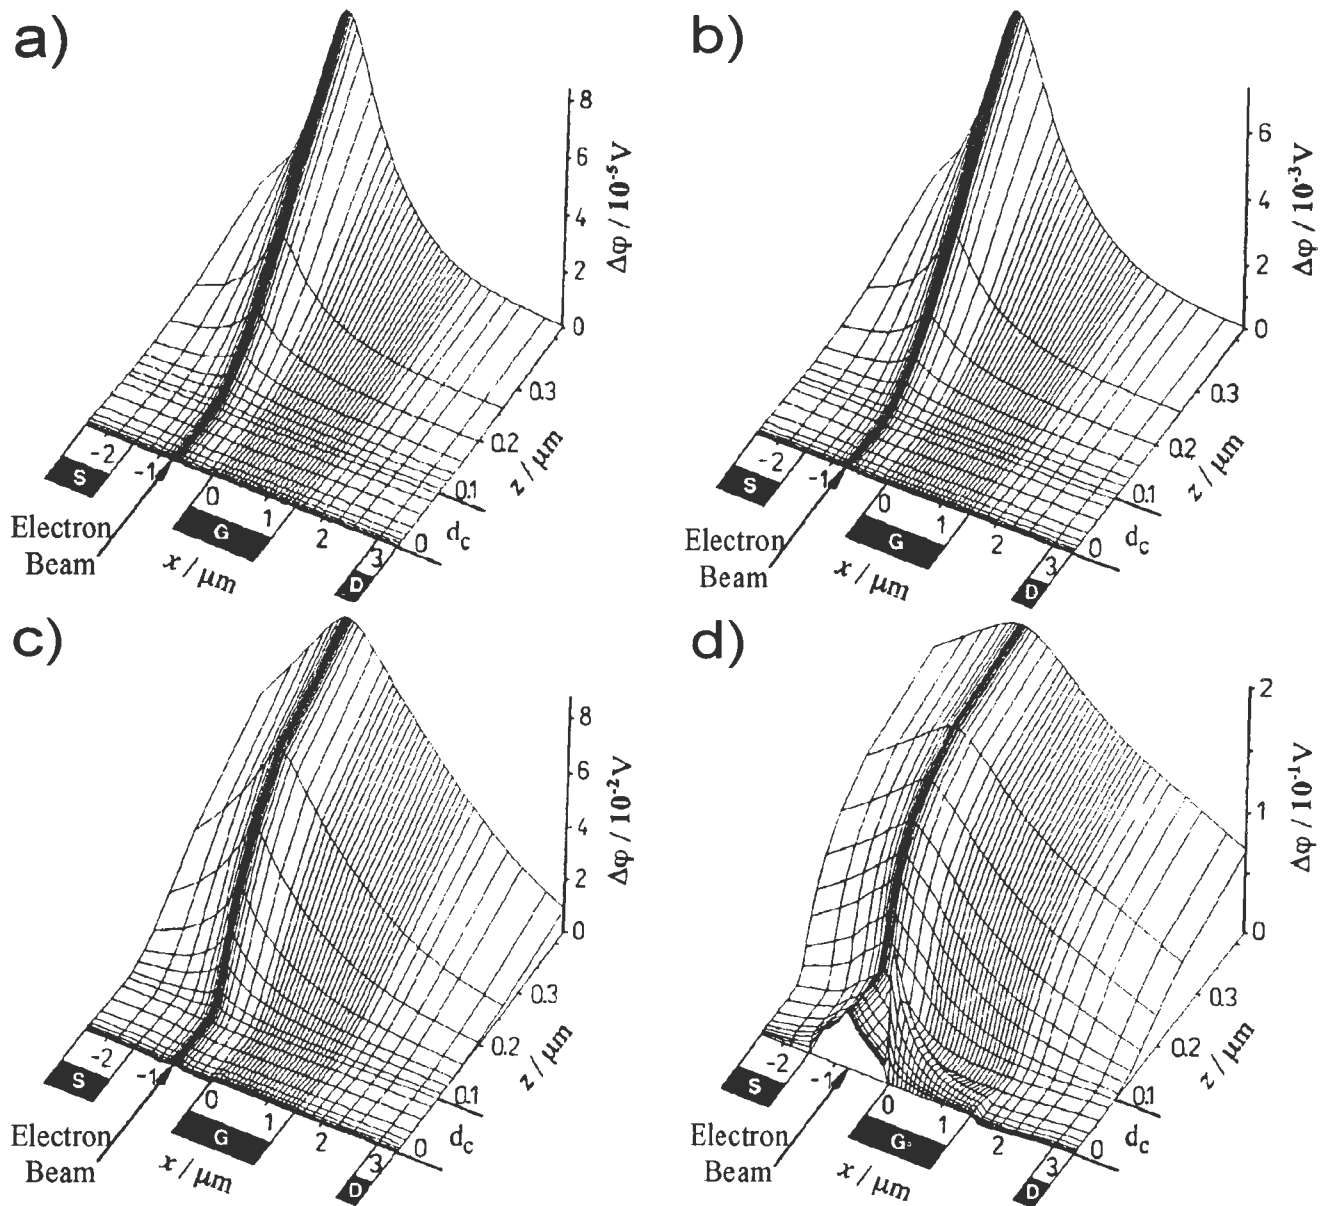 a)
8
6
4
2
0
Δφ / 10⁻⁵V
0.3
0.2
0.1
0
z / μm
d_c
-2
-1
0
1
2
3
S
G
D
Electron
Beam
x / μm
b)
6
4
2
0
Δφ / 10⁻³V
0.3
0.2
0.1
0
z / μm
d_c
-2
-1
0
1
2
3
S
G
D
Electron
Beam
x / μm
c)
8
6
4
2
0
Δφ / 10⁻²V
0.3
0.2
0.1
0
z / μm
d_c
-2
-1
0
1
2
3
S
G
D
Electron
Beam
x / μm
d)
2
1
0
Δφ / 10⁻¹V
0.3
0.2
0.1
0
z / μm
d_c
-2
-1
0
1
2
3
S
G
D
Electron
Beam
x / μm